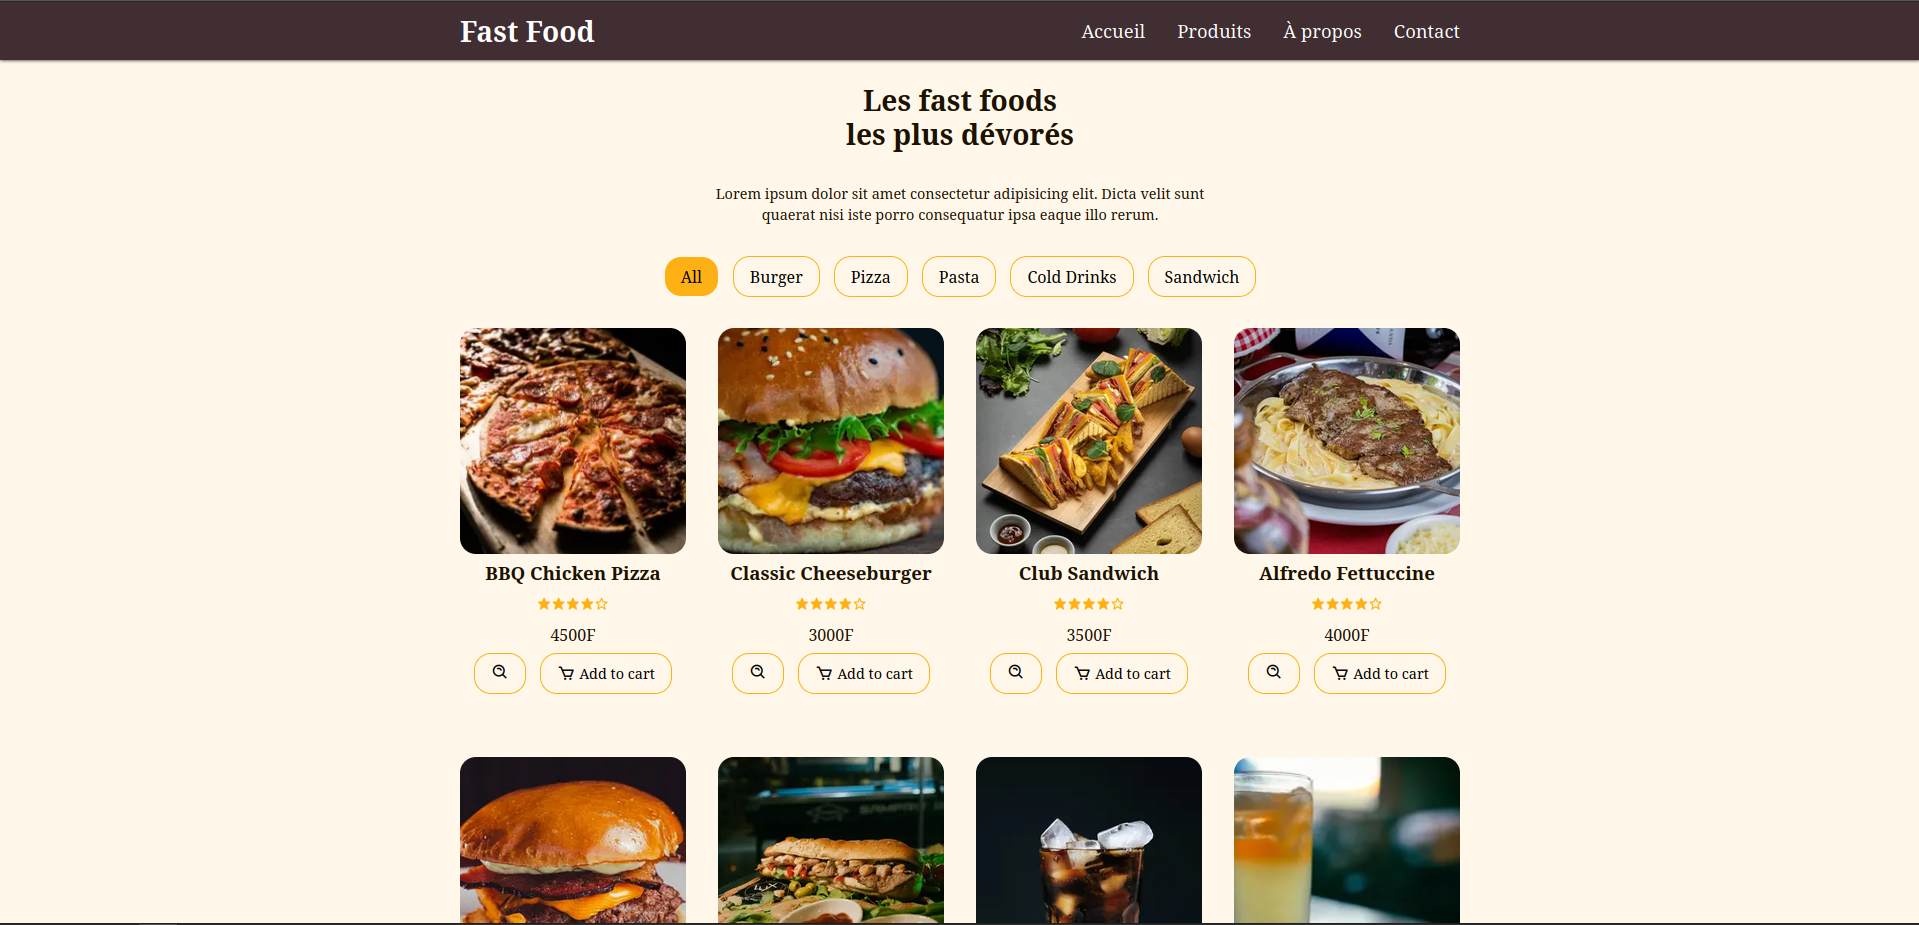 Fast Food
Accueil Produits À propos Contact
Les fast foods
les plus dévorés
Lorem ipsum dolor sit amet consectetur adipisicing elit. Dicta velit sunt
quaerat nisi iste porro consequatur ipsa eaque illo rerum.
All Burger Pizza Pasta Cold Drinks Sandwich
BBQ Chicken Pizza
4500F
Add to cart
Classic Cheeseburger
3000F
Add to cart
Club Sandwich
3500F
Add to cart
Alfredo Fettuccine
4000F
Add to cart